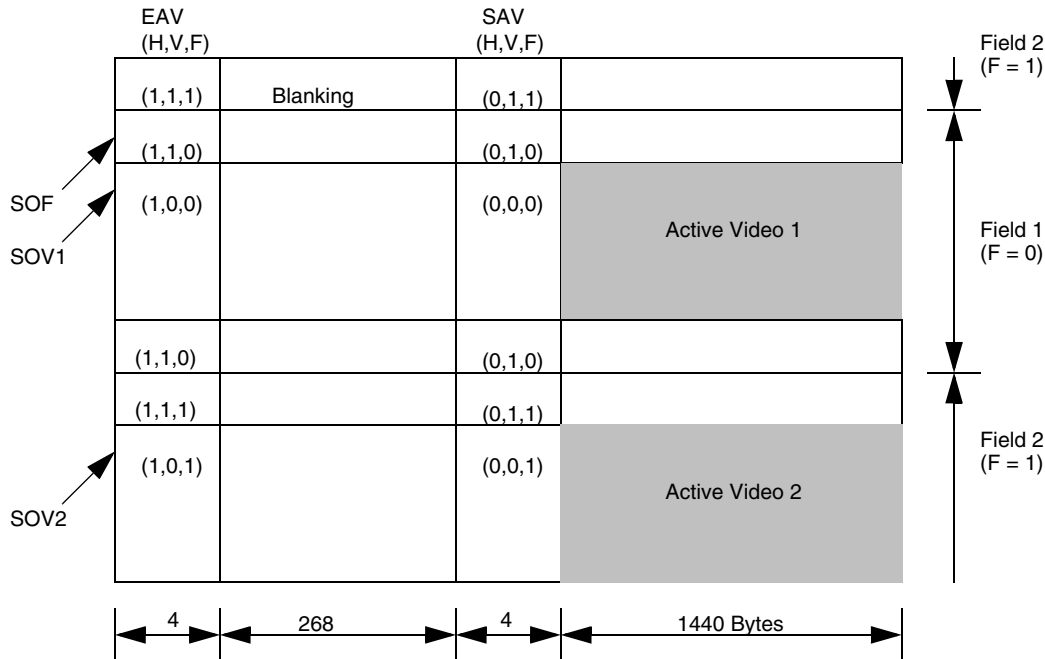 EAV
(H,V,F)
SAV
(H,V,F)
Field 2
(F = 1)
(1,1,1)
Blanking
(0,1,1)
(1,1,0)
(0,1,0)
SOF
(1,0,0)
(0,0,0)
Active Video 1
Field 1
(F = 0)
SOV1
(1,1,0)
(0,1,0)
(1,1,1)
(0,1,1)
Field 2
(F = 1)
(1,0,1)
(0,0,1)
Active Video 2
SOV2
4
268
4
1440 Bytes